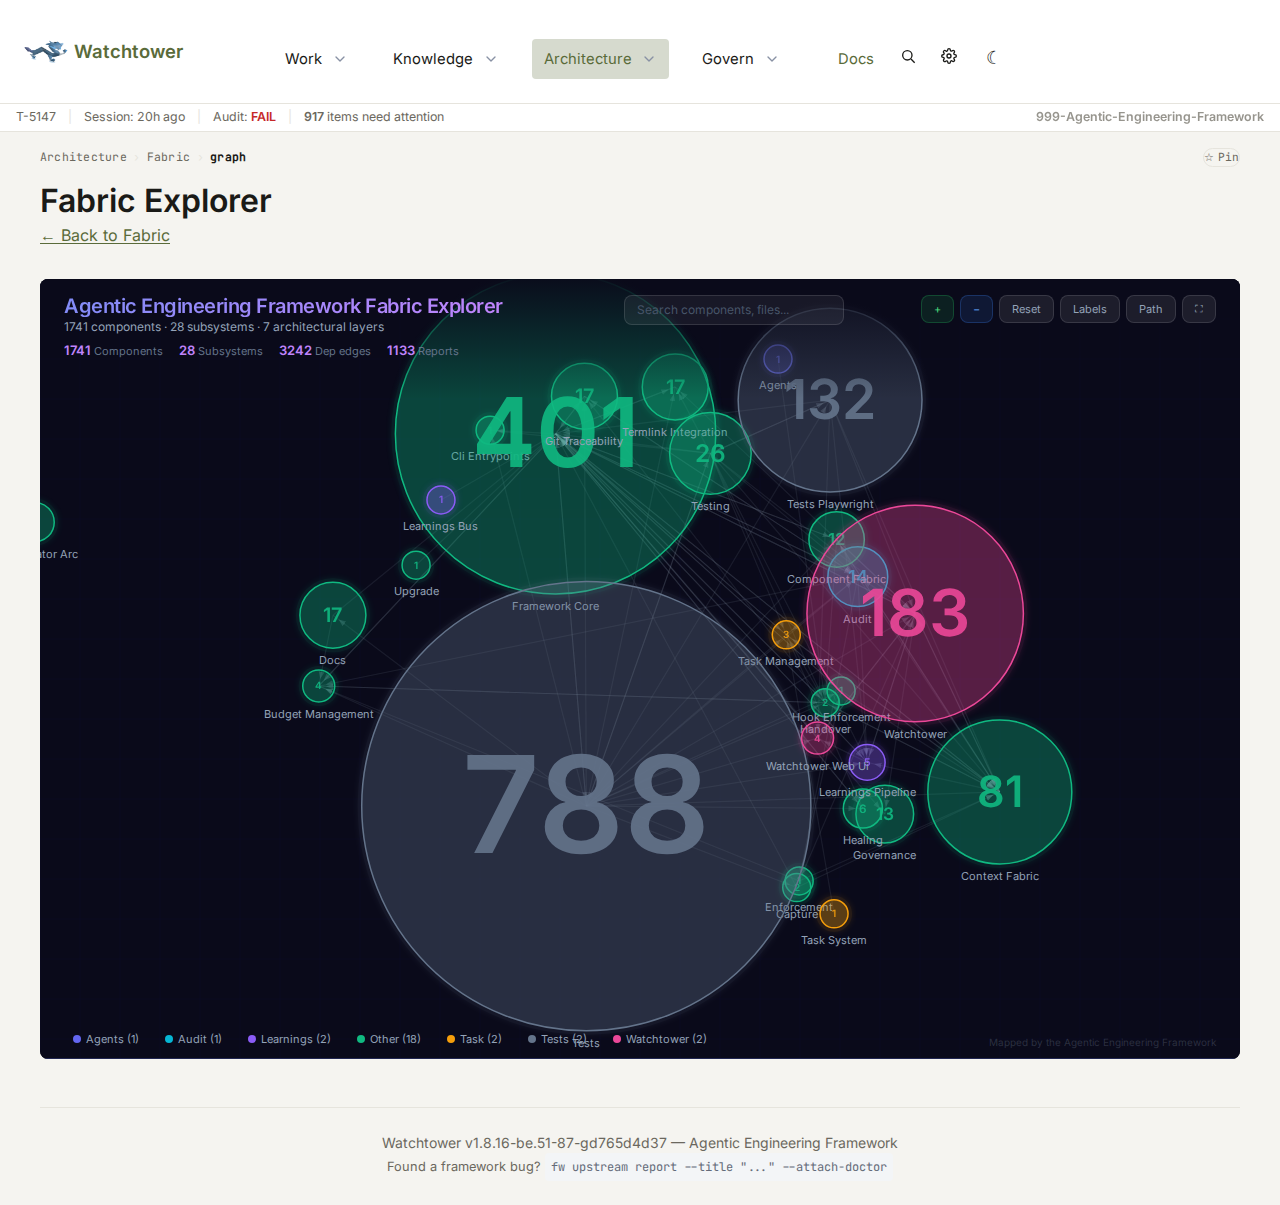 Watchtower
Work
Knowledge
Architecture
Govern
Docs
T-5147
Session: 20h ago
Audit: FAIL
917 items need attention
999-Agentic-Engineering-Framework
Architecture › Fabric › graph
☆ Pin
Fabric Explorer
← Back to Fabric
Agentic Engineering Framework Fabric Explorer
1741 components · 28 subsystems · 7 architectural layers
1741 Components
28 Subsystems
3242 Dep edges
1133 Reports
Search components, files...
+
−
Reset
Labels
Path
1
Agents
132
Tests Playwright
17
Git Traceability
17
Termlink Integration
401
Framework Core
Cli Entrypoints
26
Testing
1
Learnings Bus
tor Arc
1
Upgrade
12
Component Fabric
14
Audit
183
Watchtower
17
Docs
3
Task Management
4
Budget Management
1
Hook Enforcement
2
Handover
4
Watchtower Web UI
Learnings Pipeline
788
Tests
6
Healing
13
Governance
81
Context Fabric
Enforcement
Capture
1
Task System
Agents (1)
Audit (1)
Learnings (2)
Other (18)
Task (2)
Tests (2)
Watchtower (2)
Mapped by the Agentic Engineering Framework
Watchtower v1.8.16-be.51-87-gd765d4d37 — Agentic Engineering Framework
Found a framework bug? fw upstream report --title "..." --attach-doctor